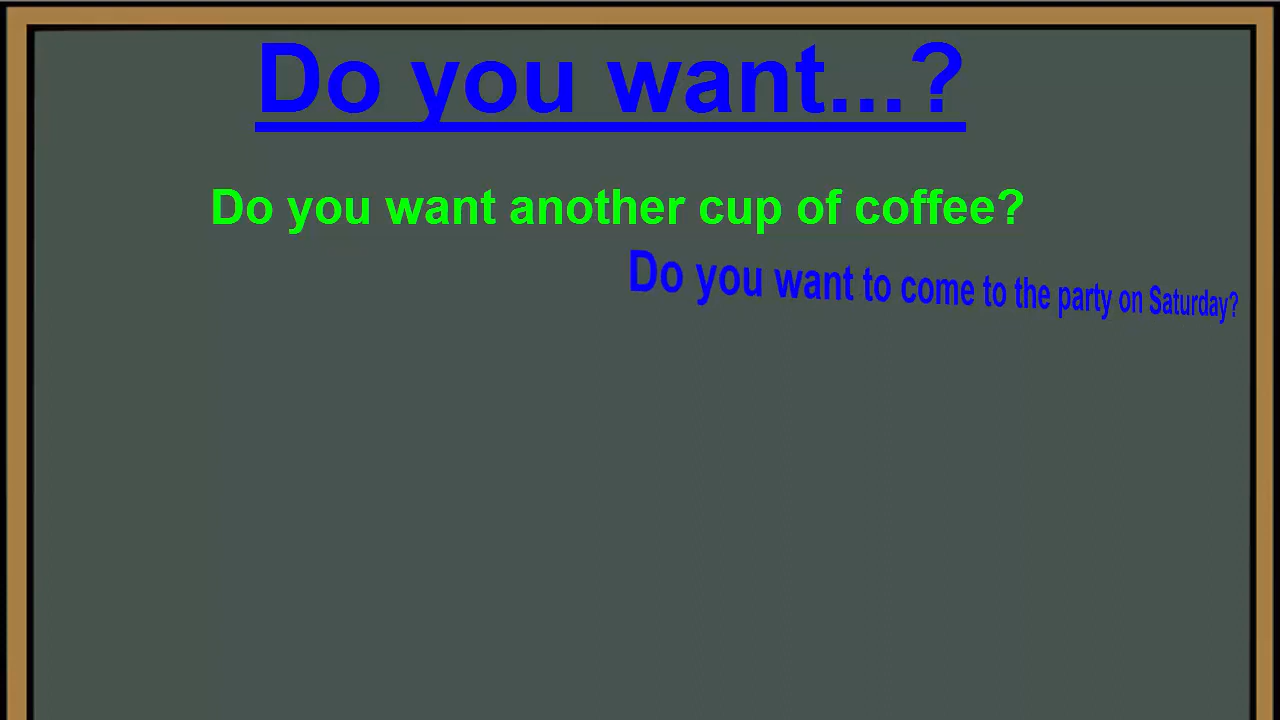 Do you want...?
Do you want another cup of coffee?
Do you want to come to the party on Saturday?